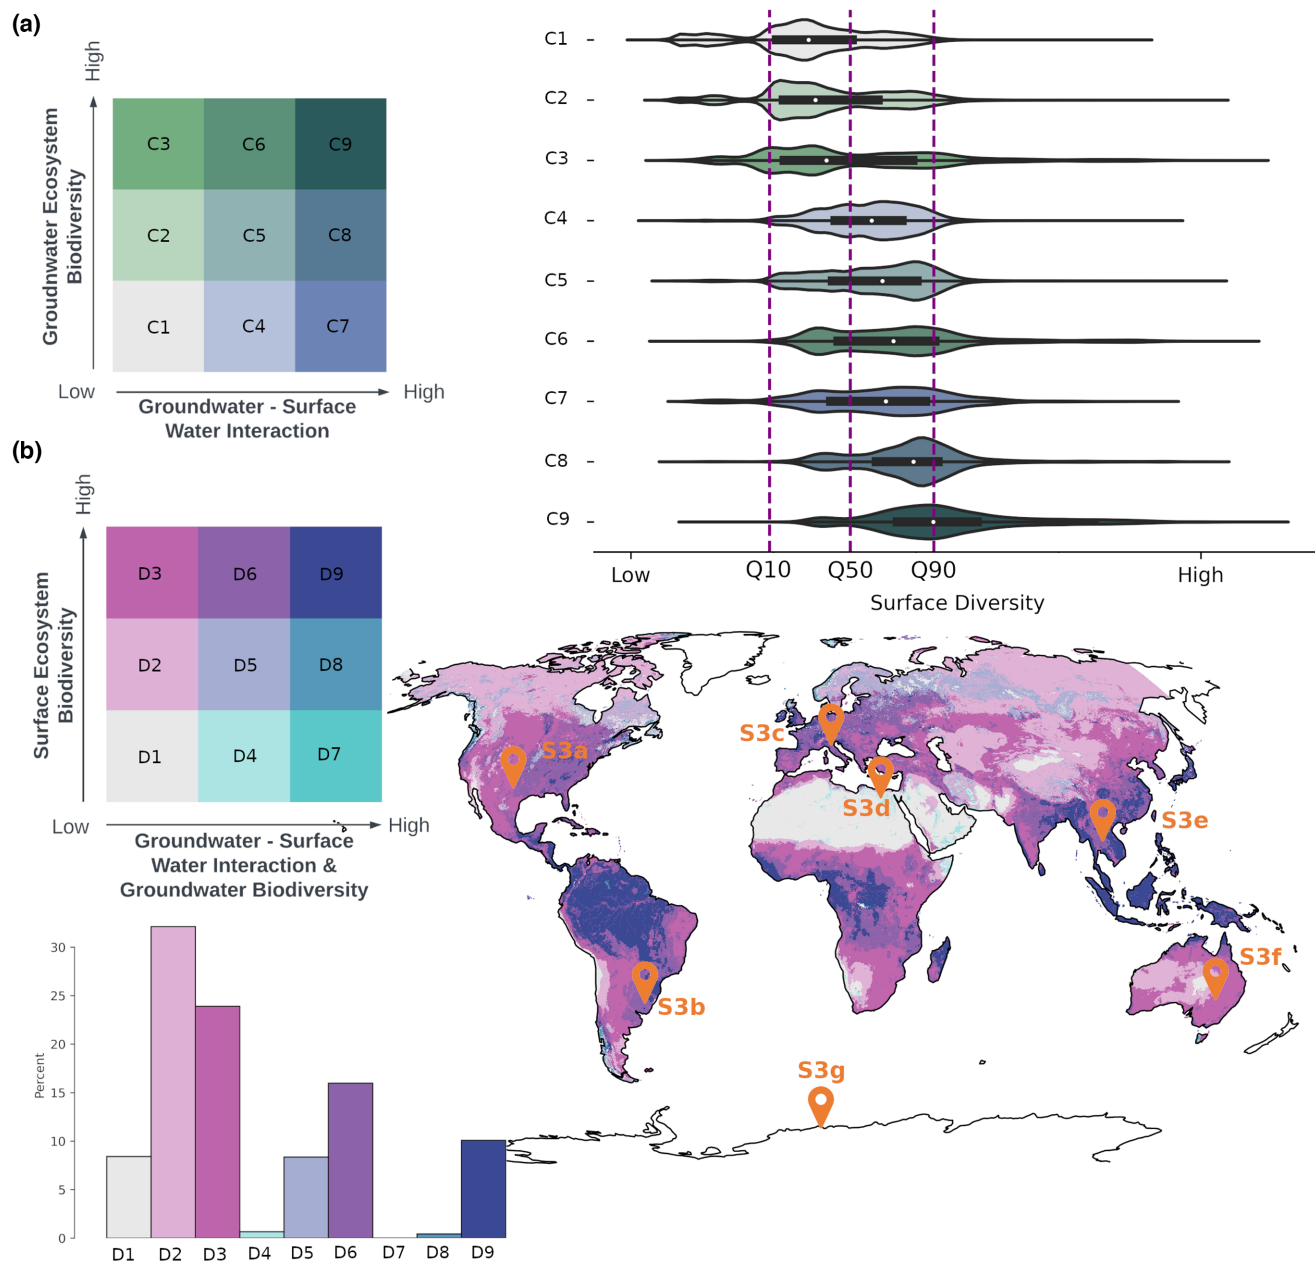 (a)
High
Groudnwater Ecosystem
Biodiversity
C3 C6 C9
C2 C5 C8
C1 C4 C7
Low
High
Groundwater - Surface
Water Interaction
C1
C2
C3
C4
C5
C6
C7
C8
C9
Low Q10 Q50 Q90 High
Surface Diversity
(b)
High
Surface Ecosystem
Biodiversity
D3 D6 D9
D2 D5 D8
D1 D4 D7
Low
High
Groundwater - Surface
Water Interaction &
Groundwater Biodiversity
S3a
S3b
S3c
S3d
S3e
S3f
S3g
Percent
30
25
20
15
10
5
0
D1 D2 D3 D4 D5 D6 D7 D8 D9